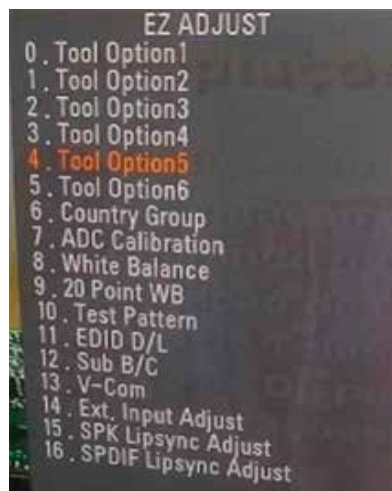 EZ ADJUST
0. Tool Option1
1. Tool Option2
2. Tool Option3
3. Tool Option4
4. Tool Option5
5. Tool Option6
6. Country Group
7. ADC Calibration
8. White Balance
9. 20 Point WB
10. Test Pattern
11. EDID D/L
12. Sub B/C
13. V-Com
14. Ext. Input Adjust
15. SPK Lipsync Adjust
16. SPDIF Lipsync Adjust